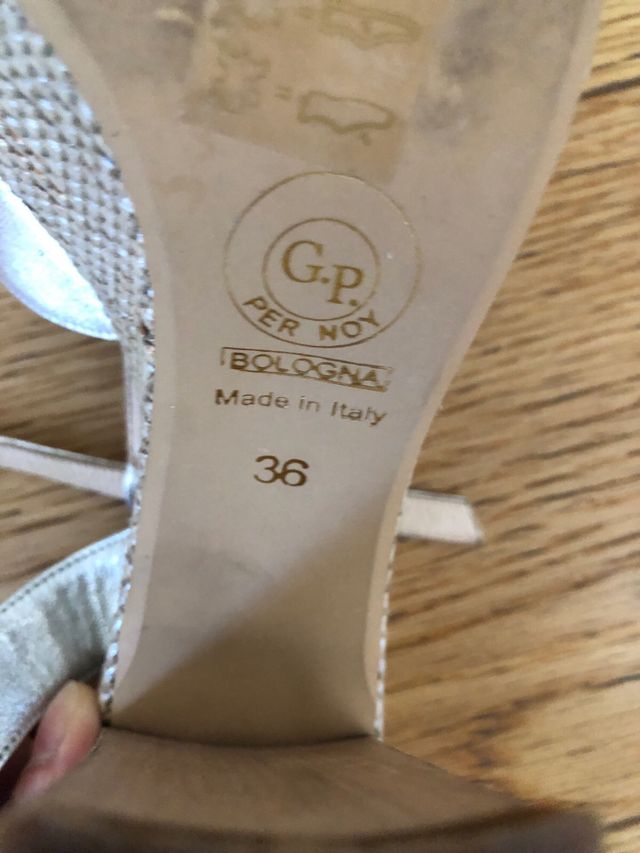 G.P.
PER NOY
BOLOGNA
Made in Italy
36